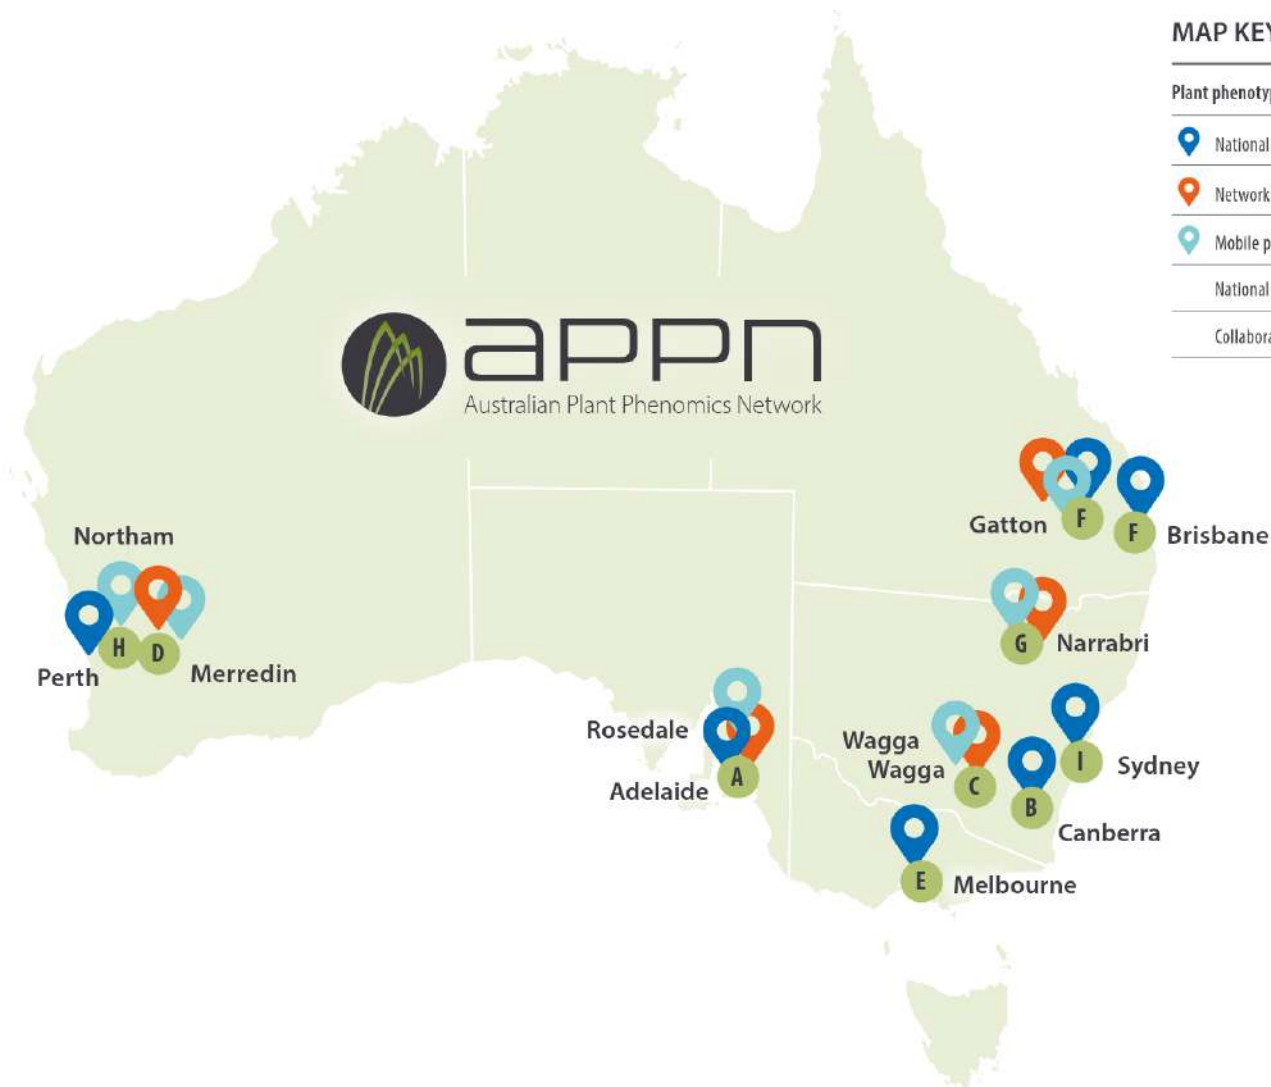 MAP KEY
Plant phenotyp
National
Network
Mobile p
National
Collabora
appn
Australian Plant Phenomics Network
Gatton
F
F
Brisbane
Northam
H
D
Perth
Merredin
G
Narrabri
Rosedale
Adelaide
A
Wagga
Wagga
C
I
Sydney
B
Canberra
E
Melbourne